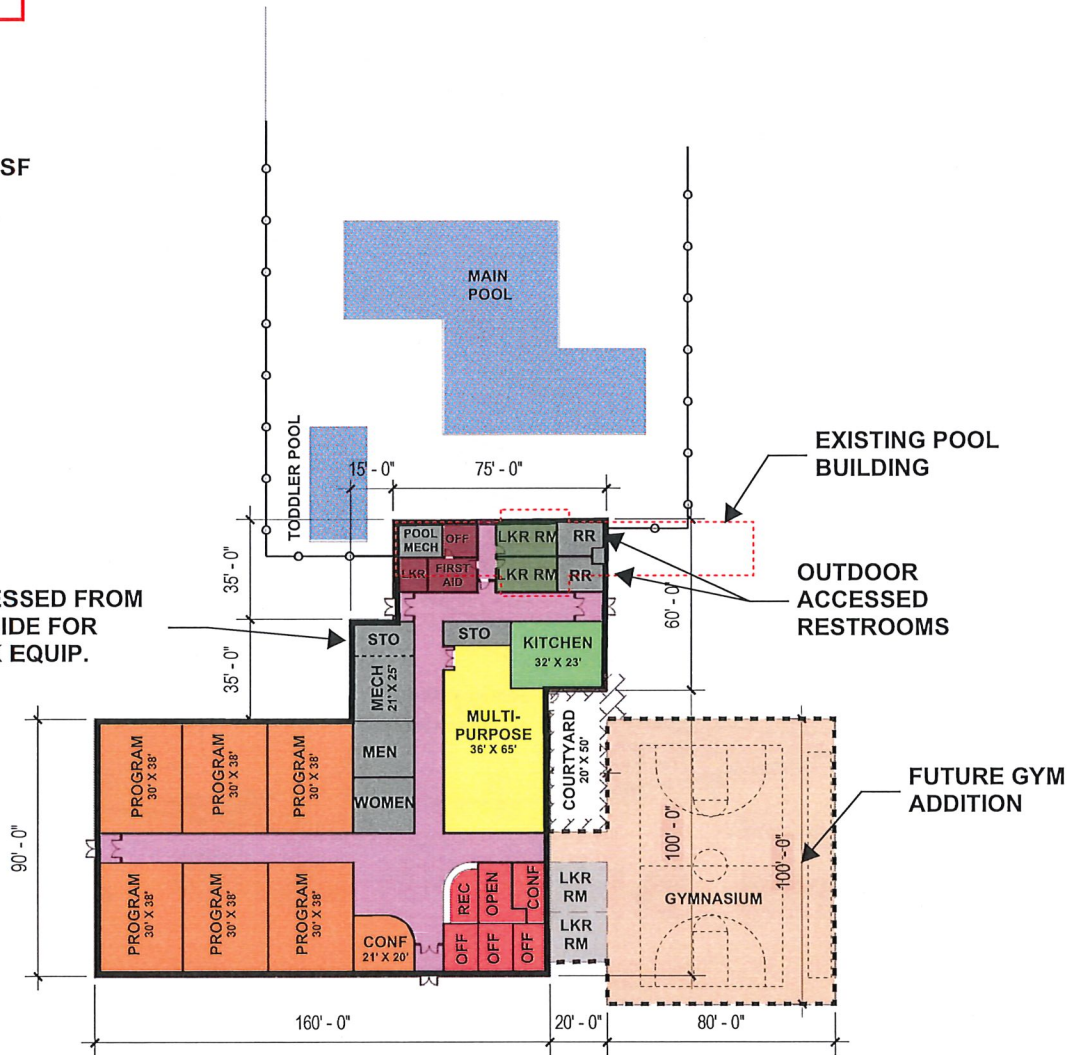 SF
MAIN
POOL
TODDLER POOL
15' - 0"
75' - 0"
EXISTING POOL
BUILDING
POOL
MECH
OFF
LKR RM
RR
35' - 0"
LKR
FIRST
AID
LKR RM
RR
OUTDOOR
ACCESSED
RESTROOMS
60' - 0"
ESSED FROM
IDE FOR
EQUIP.
STO
STO
KITCHEN
32' X 23'
35' - 0"
MECH
21' X 25'
MULTI-
PURPOSE
36' X 65'
COURTYARD
20' X 50'
MEN
WOMEN
PROGRAM
30' X 38'
PROGRAM
30' X 38'
PROGRAM
30' X 38'
FUTURE GYM
ADDITION
90' - 0"
100' - 0"
100' - 0"
PROGRAM
30' X 38'
PROGRAM
30' X 38'
PROGRAM
30' X 38'
CONF
21' X 20'
REC
OPEN
CONF
OFF
OFF
OFF
LKR
RM
LKR
RM
GYMNASIUM
160' - 0"
20' - 0"
80' - 0"